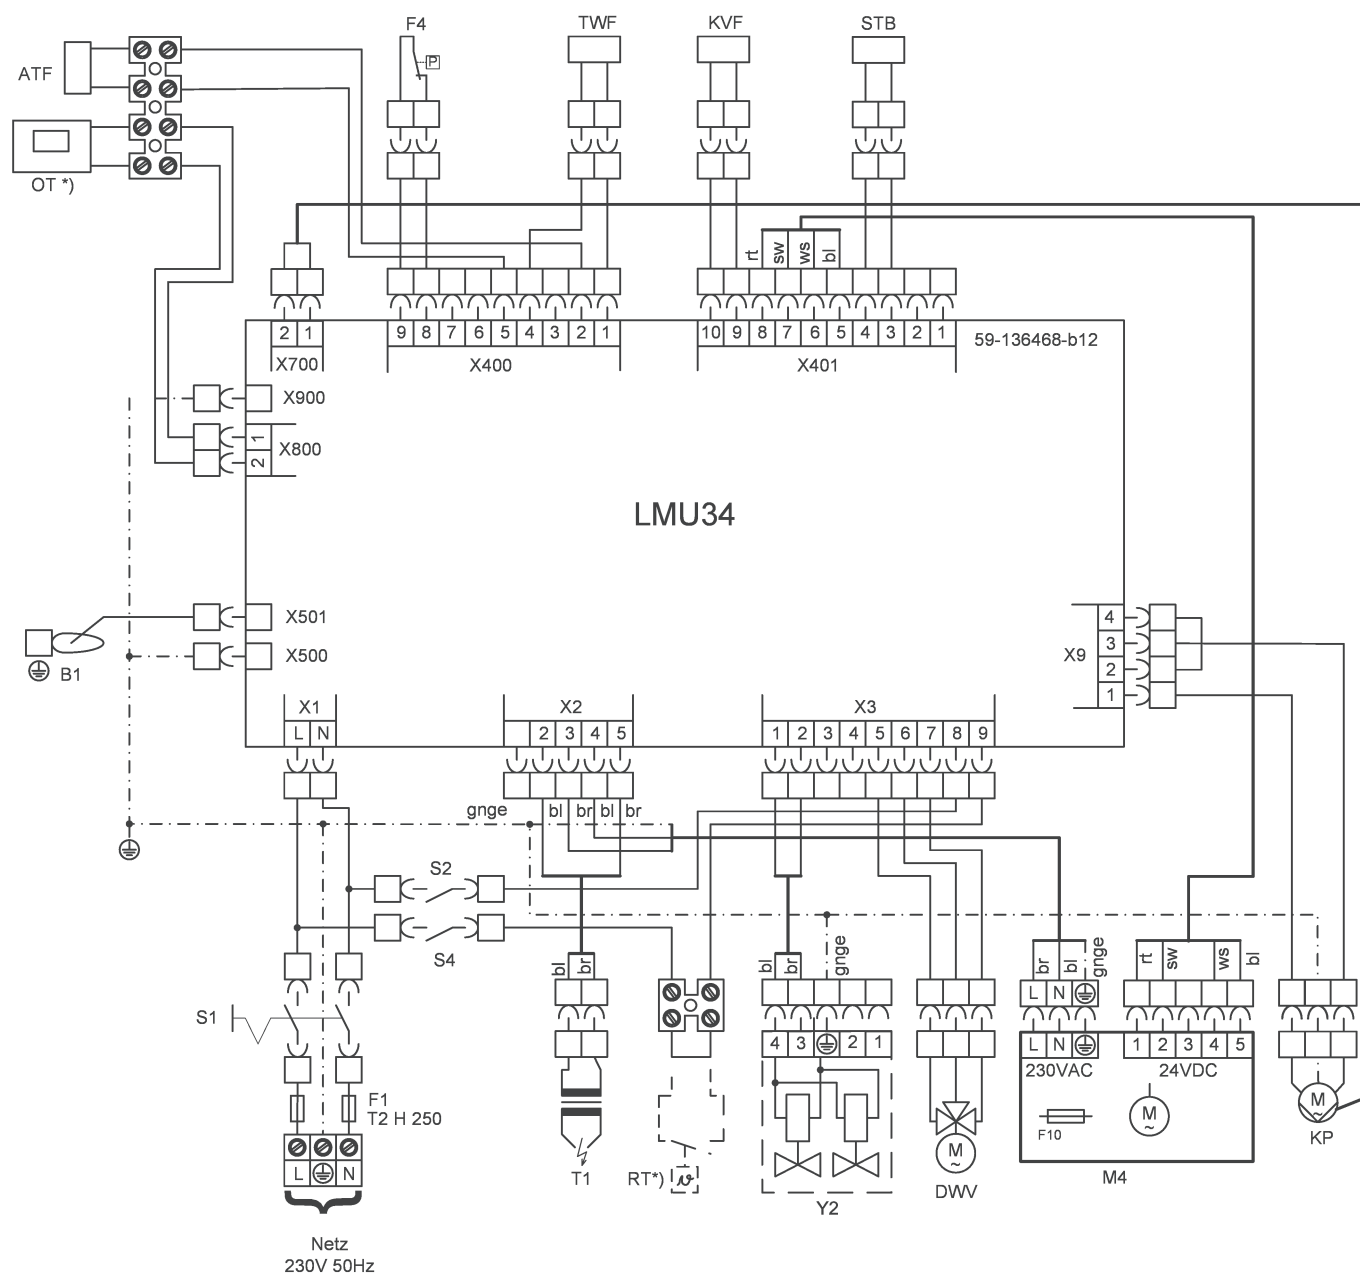 F4 TWF KVF STB
P
ATF
OT *)
rt sw ws bl
2 1 9 8 7 6 5 4 3 2 1 10 9 8 7 6 5 4 3 2 1 59-136468-b12
X700 X400 X401
X900
1
X800
2
LMU34
X501 4
3
X9
X500 2
B1 1
X1 X2 X3
L N 2 3 4 5 1 2 3 4 5 6 7 8 9
gnge bl br bl br
S2
S4
bl br bl br gnge br bl gnge rt sw ws bl
L N
S1
4 3 2 1 L N 1 2 3 4 5
230VAC 24VDC
F1
T2 H 250
M
~
F10
M
~
KP
L N
T1 RT*) ϑ
M
~
DWV
M4
Y2
Netz
230V 50Hz